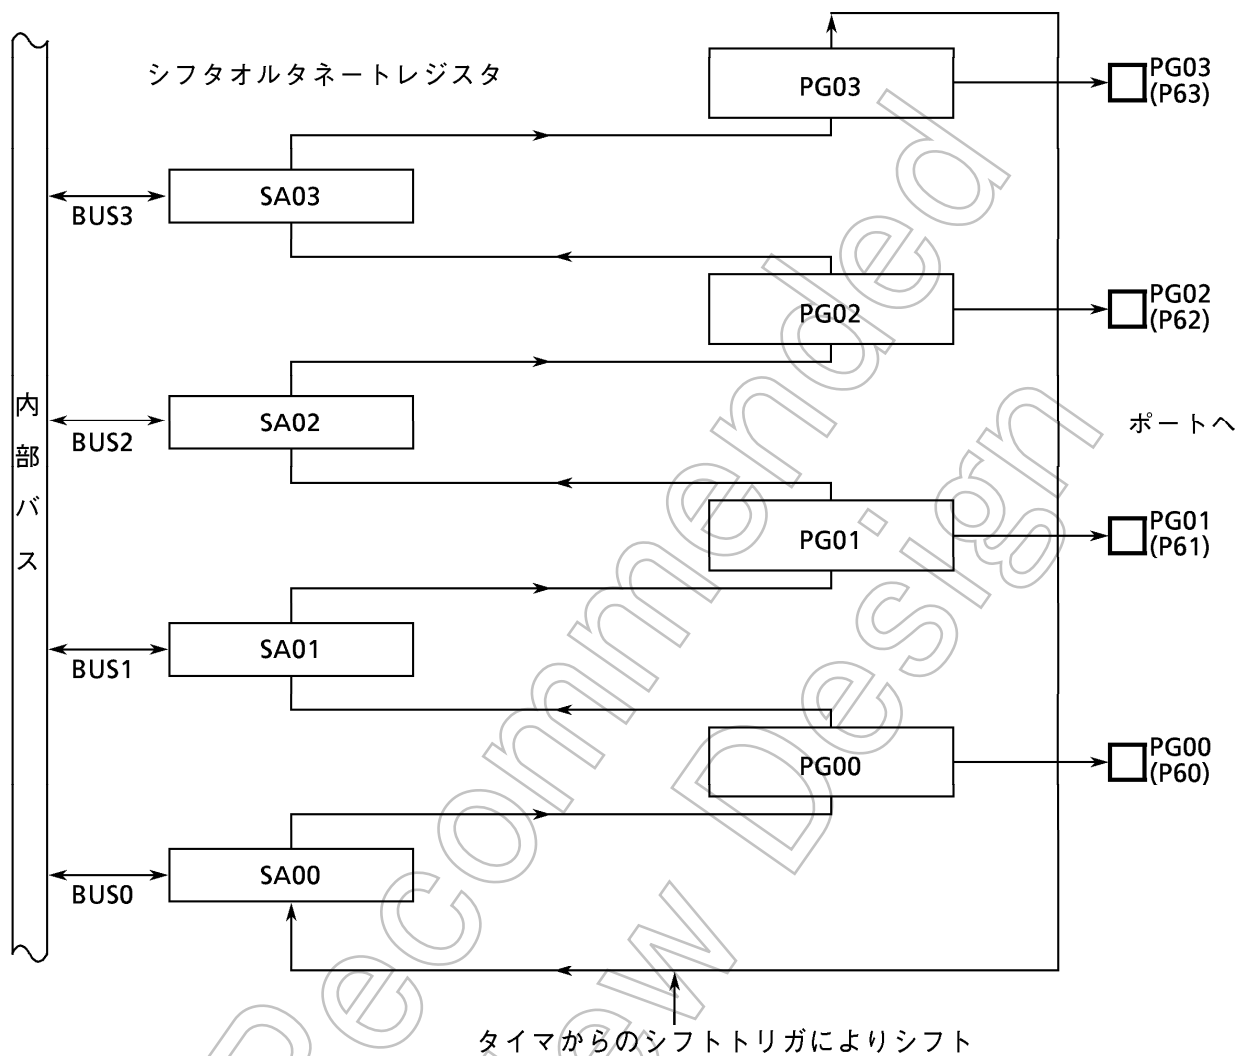 シフタオルタネートレジスタ
PG03
PG03
(P63)
SA03
BUS3
PG02
PG02
(P62)
SA02
BUS2
内部バス
ポートへ
PG01
PG01
(P61)
SA01
BUS1
PG00
PG00
(P60)
SA00
BUS0
タイマからのシフトトリガによりシフト
Recommended
ew Design